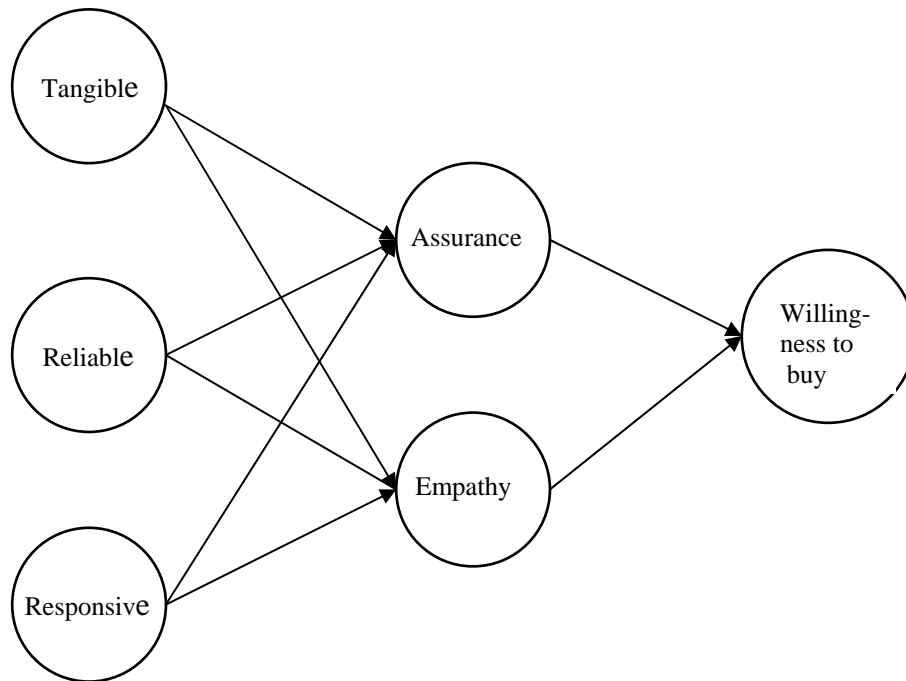 Tangible
Assurance
Willing-
ness to
buy
Reliable
Empathy
Responsive